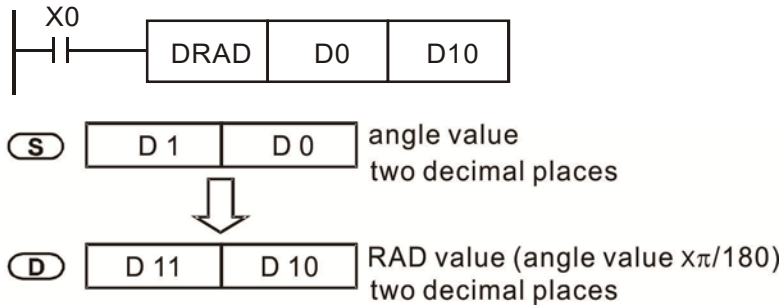 X0
DRAD D0 D10
S D 1 D 0 angle value
two decimal places
D D 11 D 10 RAD value (angle value xπ/180)
two decimal places